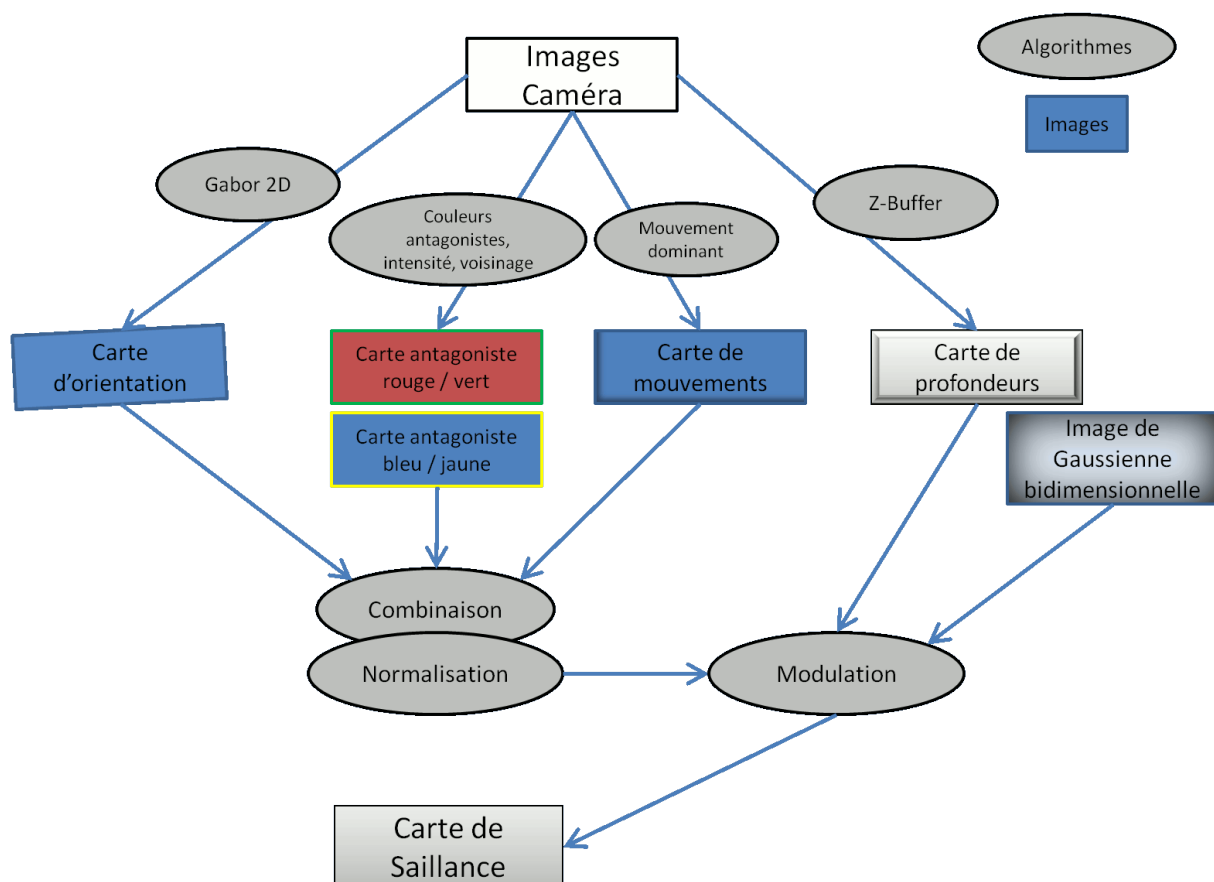 Images
Caméra
Algorithmes
Images
Gabor 2D
Couleurs
antagonistes,
intensité, voisinage
Mouvement
dominant
Z-Buffer
Carte
d'orientation
Carte antagoniste
rouge / vert
Carte de
mouvements
Carte de
profondeurs
Carte antagoniste
bleu / jaune
Image de
Gaussienne
bidimensionnelle
Combinaison
Normalisation
Modulation
Carte de
Saillance